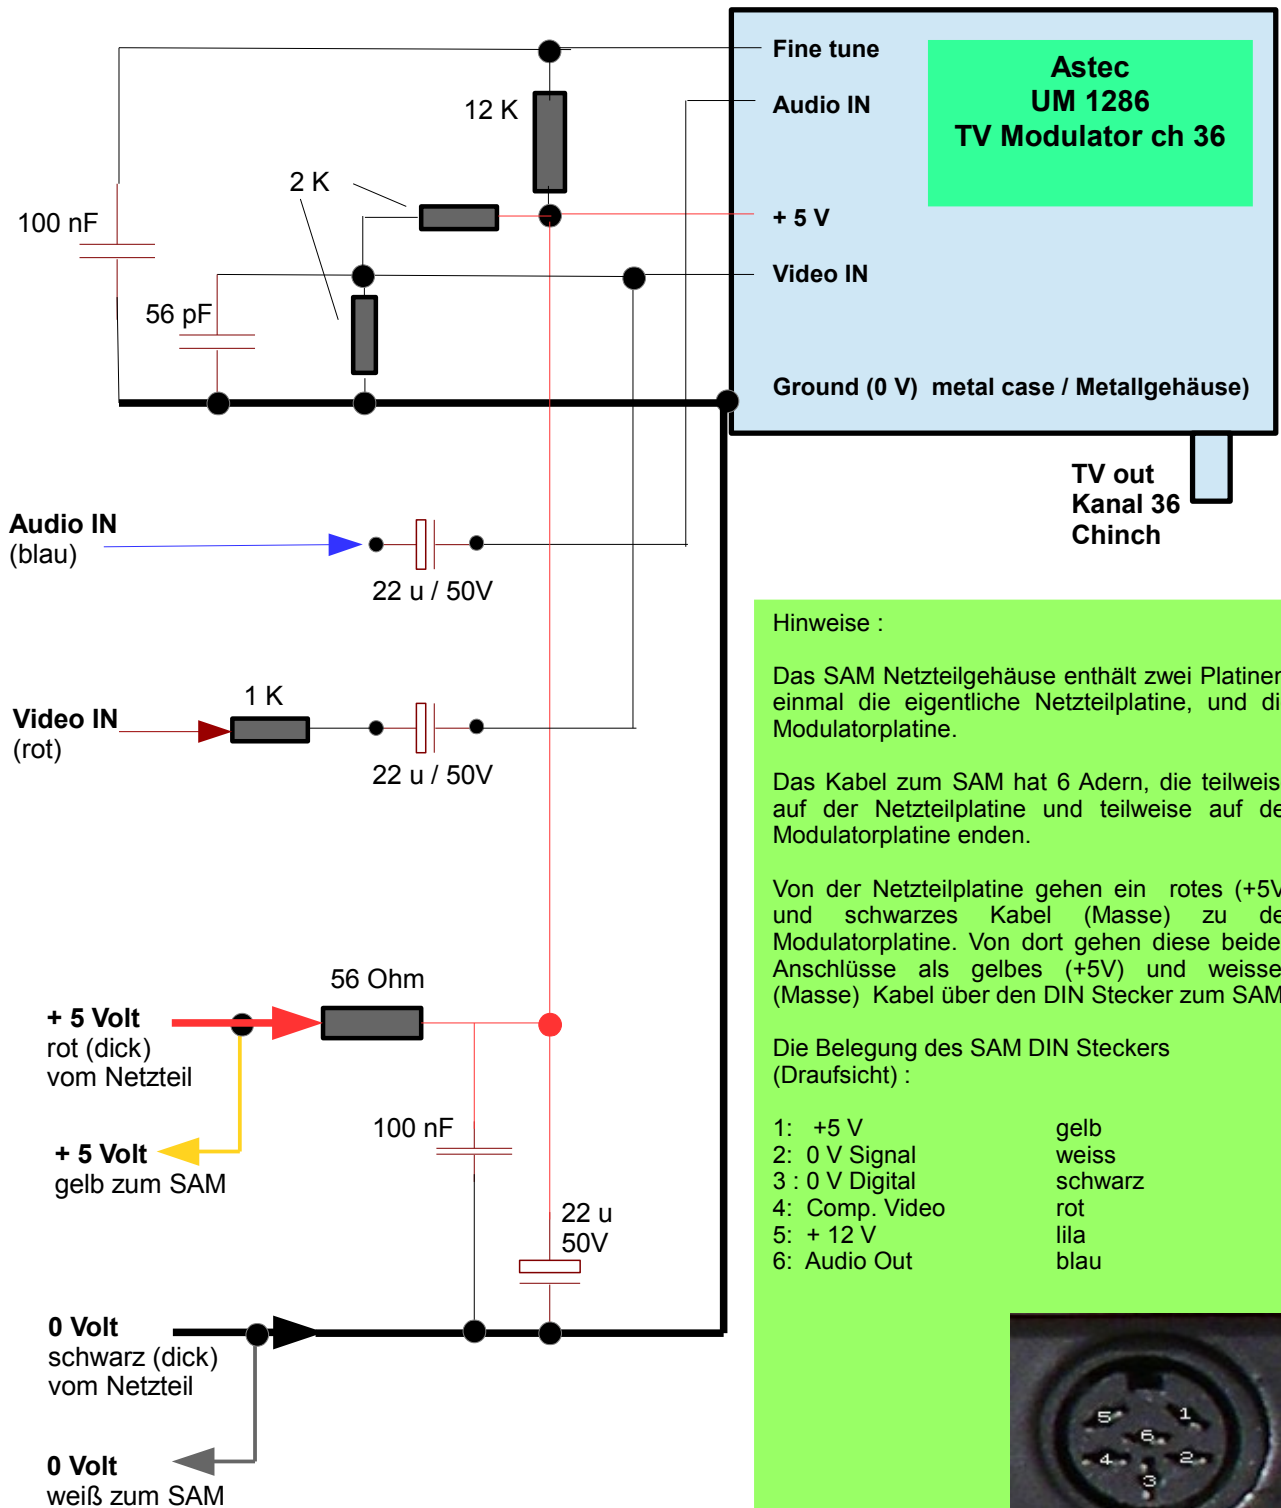 Fine tune
Astec
UM 1286
TV Modulator ch 36
12 K
Audio IN
2 K
100 nF
+ 5 V
Video IN
56 pF
Ground (0 V)  metal case / Metallgehäuse)
TV out
Kanal 36
Chinch
Audio IN
(blau)
22 u / 50V
1 K
Video IN
(rot)
22 u / 50V
56 Ohm
+ 5 Volt
rot (dick)
vom Netzteil
100 nF
+ 5 Volt
gelb zum SAM
22 u
50V
0 Volt
schwarz (dick)
vom Netzteil
0 Volt
weiß zum SAM
Hinweise :
Das SAM Netzteilgehäuse enthält zwei Platinen
einmal die eigentliche Netzteilplatine, und di
Modulatorplatine.
Das Kabel zum SAM hat 6 Adern, die teilweis
auf der Netzteilplatine und teilweise auf de
Modulatorplatine enden.
Von der Netzteilplatine gehen ein rotes (+5V
und schwarzes Kabel (Masse) zu de
Modulatorplatine. Von dort gehen diese beide
Anschlüsse als gelbes (+5V) und weisse
(Masse) Kabel über den DIN Stecker zum SAM
Die Belegung des SAM DIN Steckers
(Draufsicht) :
1: +5 V gelb
2: 0 V Signal weiss
3 : 0 V Digital schwarz
4: Comp. Video rot
5: + 12 V lila
6: Audio Out blau
5 1
6
4 2
3